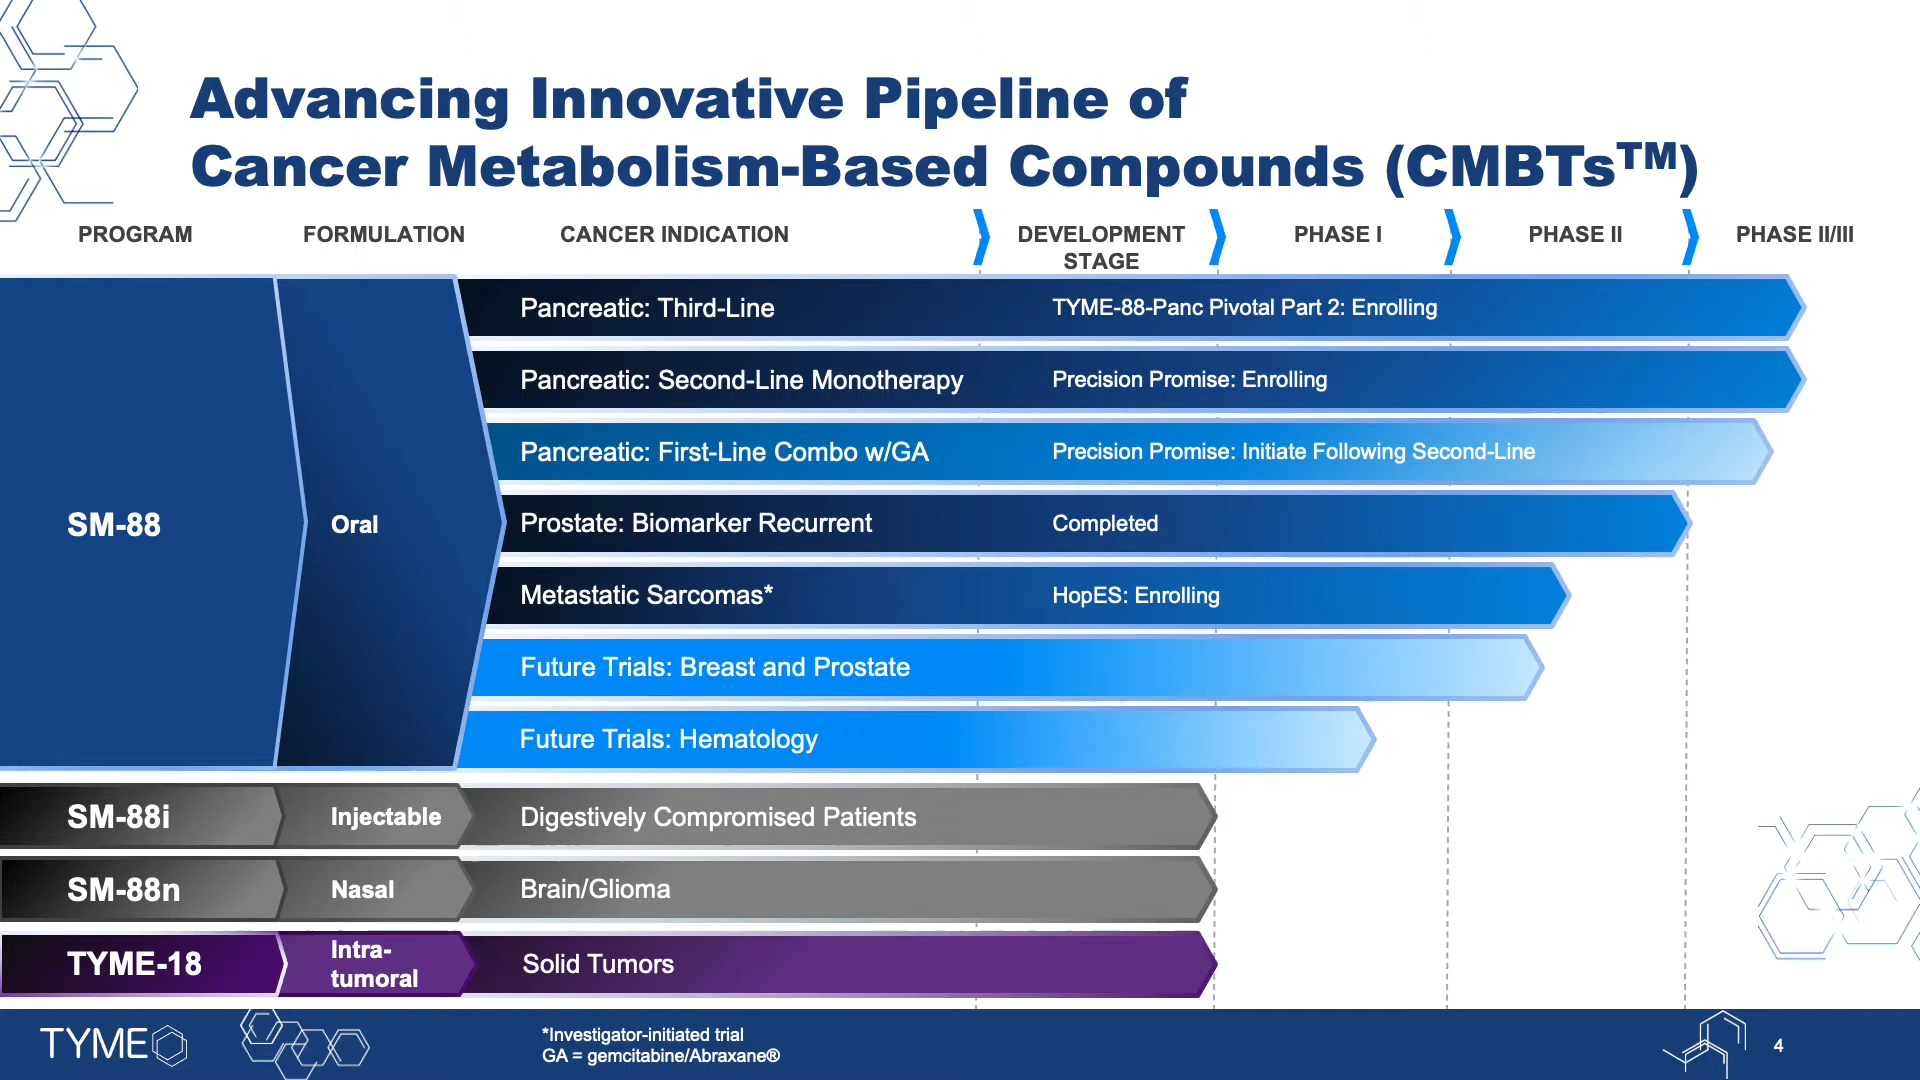 Advancing Innovative Pipeline of
Cancer Metabolism-Based Compounds (CMBTs™)
PROGRAM
FORMULATION
CANCER INDICATION
DEVELOPMENT
STAGE
PHASE I
PHASE II
PHASE II/III
SM-88
Oral
Pancreatic: Third-Line
TYME-88-Panc Pivotal Part 2: Enrolling
Pancreatic: Second-Line Monotherapy
Precision Promise: Enrolling
Pancreatic: First-Line Combo w/GA
Precision Promise: Initiate Following Second-Line
Prostate: Biomarker Recurrent
Completed
Metastatic Sarcomas*
HopES: Enrolling
Future Trials: Breast and Prostate
Future Trials: Hematology
SM-88i
Injectable
Digestively Compromised Patients
SM-88n
Nasal
Brain/Glioma
TYME-18
Intra-
tumoral
Solid Tumors
TYME
*Investigator-initiated trial
GA = gemcitabine/Abraxane®
4